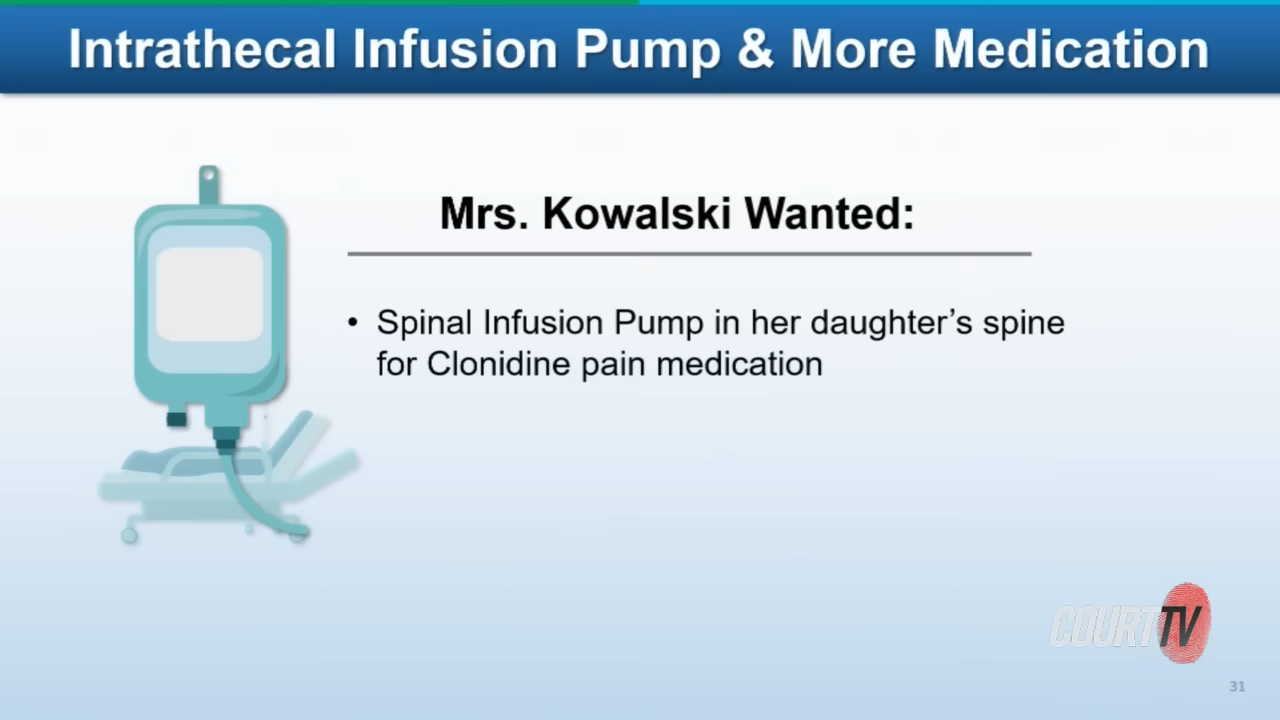 Intrathecal Infusion Pump & More Medication
Mrs. Kowalski Wanted:
• Spinal Infusion Pump in her daughter’s spine
for Clonidine pain medication
COURT TV
31